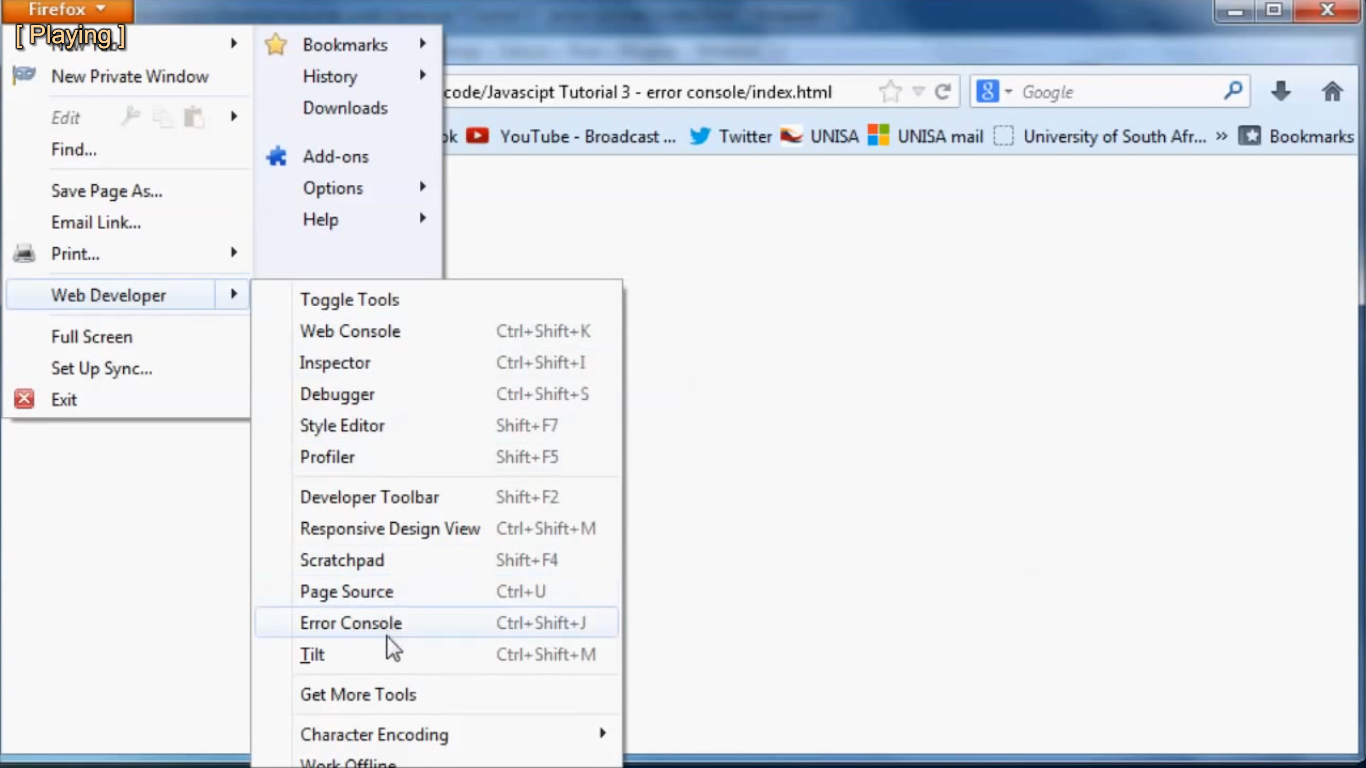 Firefox
[ Playing ]
New Private Window
Edit
Find...
Save Page As...
Email Link...
Print...
Web Developer
Full Screen
Set Up Sync...
Exit
Bookmarks
History
Downloads
Add-ons
Options
Help
code/Javascipt Tutorial 3 - error console/index.html
Google
YouTube - Broadcast ...
Twitter
UNISA
UNISA mail
University of South Afr...
»
Bookmarks
Toggle Tools
Web Console Ctrl+Shift+K
Inspector Ctrl+Shift+I
Debugger Ctrl+Shift+S
Style Editor Shift+F7
Profiler Shift+F5
Developer Toolbar Shift+F2
Responsive Design View Ctrl+Shift+M
Scratchpad Shift+F4
Page Source Ctrl+U
Error Console Ctrl+Shift+J
Tilt Ctrl+Shift+M
Get More Tools
Character Encoding
Work Offline